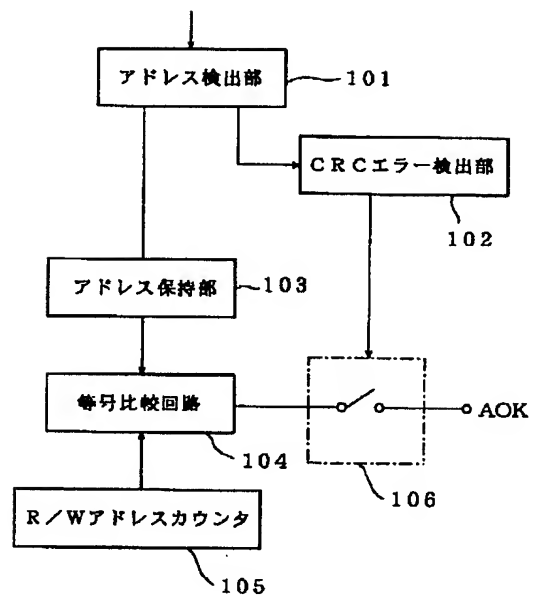 アドレス検出部
101
CRCエラー検出部
102
アドレス保持部
103
等号比較回路
104
AOK
106
R/Wアドレスカウンタ
105